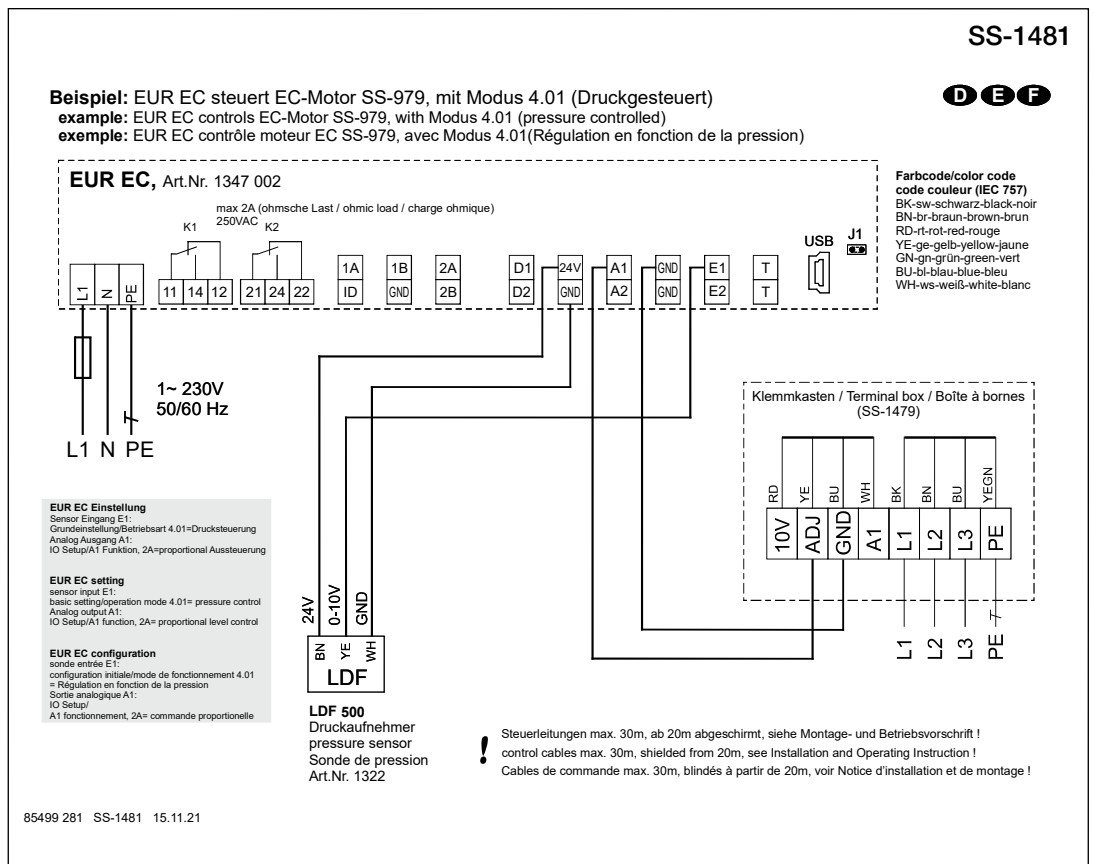 SS-1481
Beispiel: EUR EC steuert EC-Motor SS-979, mit Modus 4.01 (Druckgesteuert)
example: EUR EC controls EC-Motor SS-979, with Modus 4.01 (pressure controlled)
exemple: EUR EC contrôle moteur EC SS-979, avec Modus 4.01(Régulation en fonction de la pression)
D E F
EUR EC, Art.Nr. 1347 002
max 2A (ohmsche Last / ohmic load / charge ohmique)
250VAC
K1 K2
L1 N PE
11 14 12 21 24 22
1A 1B 2A D1 24V A1 GND E1 T
ID GND 2B D2 GND A2 GND E2 T
USB J1
Farbcode/color code
code couleur (IEC 757)
BK-sw-schwarz-black-noir
BN-br-braun-brown-brun
RD-rt-rot-red-rouge
YE-ge-gelb-yellow-jaune
GN-gn-grün-green-vert
BU-bl-blau-blue-bleu
WH-ws-weiß-white-blanc
1~ 230V
50/60 Hz
L1 N PE
Klemmkasten / Terminal box / Boîte à bornes
(SS-1479)
RD YE BU WH BK BN BU YEGN
10V ADJ GND A1 L1 L2 L3 PE
L1 L2 L3 PE
EUR EC Einstellung
Sensor Eingang E1:
Grundeinstellung/Betriebsart 4.01=Drucksteuerung
Analog Ausgang A1:
IO Setup/A1 Funktion, 2A=proportional Aussteuerung
EUR EC setting
sensor input E1:
basic setting/operation mode 4.01= pressure control
Analog output A1:
IO Setup/A1 function, 2A= proportional level control
EUR EC configuration
sonde entrée E1:
configuration initiale/mode de fonctionnement 4.01
= Régulation en fonction de la pression
Sortie analogique A1:
IO Setup/
A1 fonctionnement, 2A= commande proportionelle
24V 0-10V GND
BN YE WH
LDF
LDF 500
Druckaufnehmer
pressure sensor
Sonde de pression
Art.Nr. 1322
!
Steuerleitungen max. 30m, ab 20m abgeschirmt, siehe Montage- und Betriebsvorschrift !
control cables max. 30m, shielded from 20m, see Installation and Operating Instruction !
Cables de commande max. 30m, blindés à partir de 20m, voir Notice d'installation et de montage !
85499 281 SS-1481 15.11.21